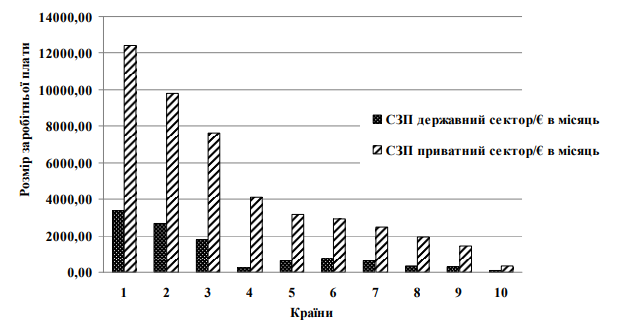 14000,00
12000,00
10000,00
8000,00
6000,00
4000,00
2000,00
0,00
Розмір заробітньої плати
1 2 3 4 5 6 7 8 9 10
Країни
СЗП державний сектор/€ в місяць
СЗП приватний сектор/€ в місяць